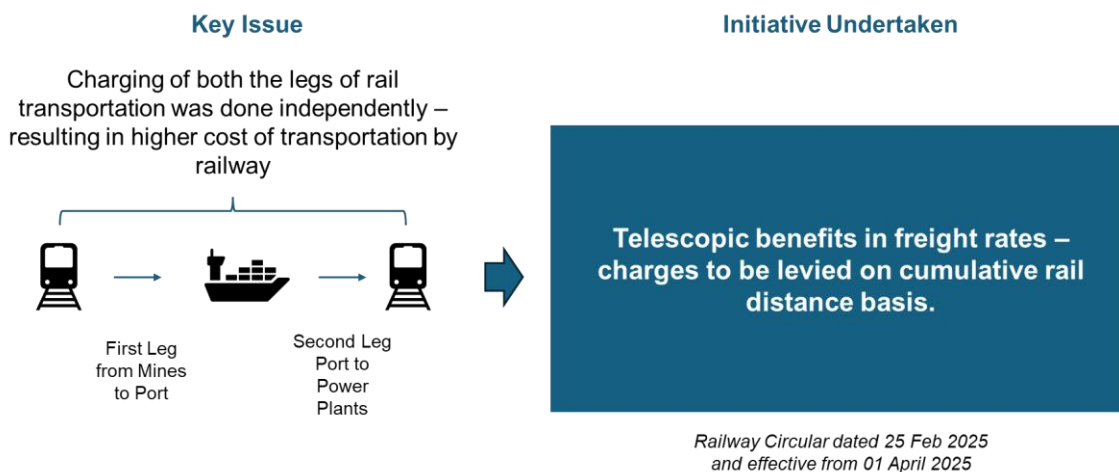 Key Issue
Charging of both the legs of rail
transportation was done independently –
resulting in higher cost of transportation by
railway
First Leg
from Mines
to Port
Second Leg
Port to
Power
Plants
Initiative Undertaken
Telescopic benefits in freight rates –
charges to be levied on cumulative rail
distance basis.
Railway Circular dated 25 Feb 2025
and effective from 01 April 2025